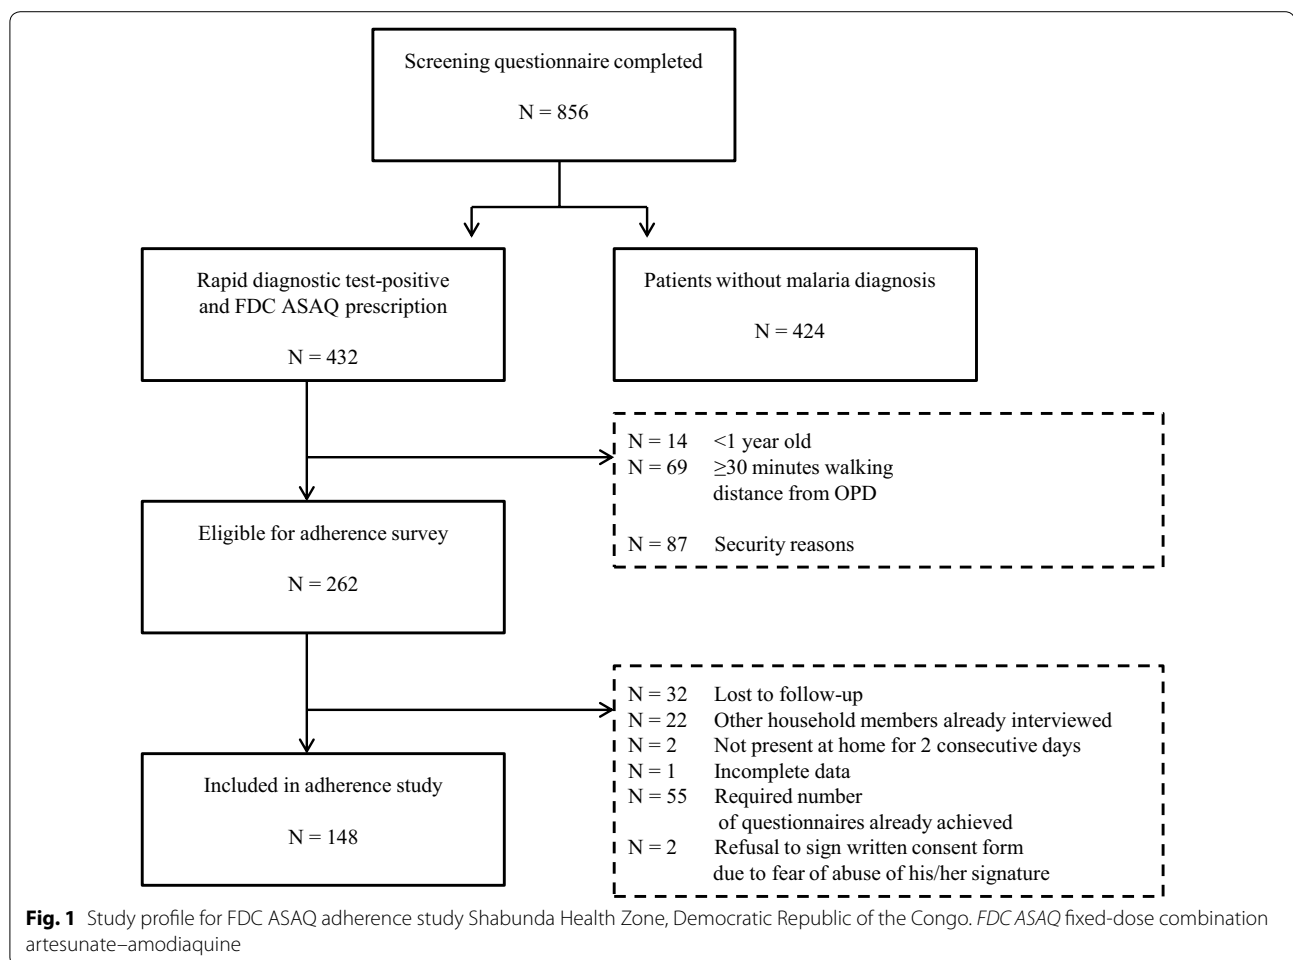 Screening questionnaire completed
N = 856
Rapid diagnostic test-positive
and FDC ASAQ prescription
N = 432
Patients without malaria diagnosis
N = 424
N = 14 <1 year old
N = 69 ≥30 minutes walking
distance from OPD
N = 87 Security reasons
Eligible for adherence survey
N = 262
N = 32 Lost to follow-up
N = 22 Other household members already interviewed
N = 2 Not present at home for 2 consecutive days
N = 1 Incomplete data
N = 55 Required number
of questionnaires already achieved
N = 2 Refusal to sign written consent form
due to fear of abuse of his/her signature
Included in adherence study
N = 148
Fig. 1 Study profile for FDC ASAQ adherence study Shabunda Health Zone, Democratic Republic of the Congo. FDC ASAQ fixed-dose combination
artesunate–amodiaquine